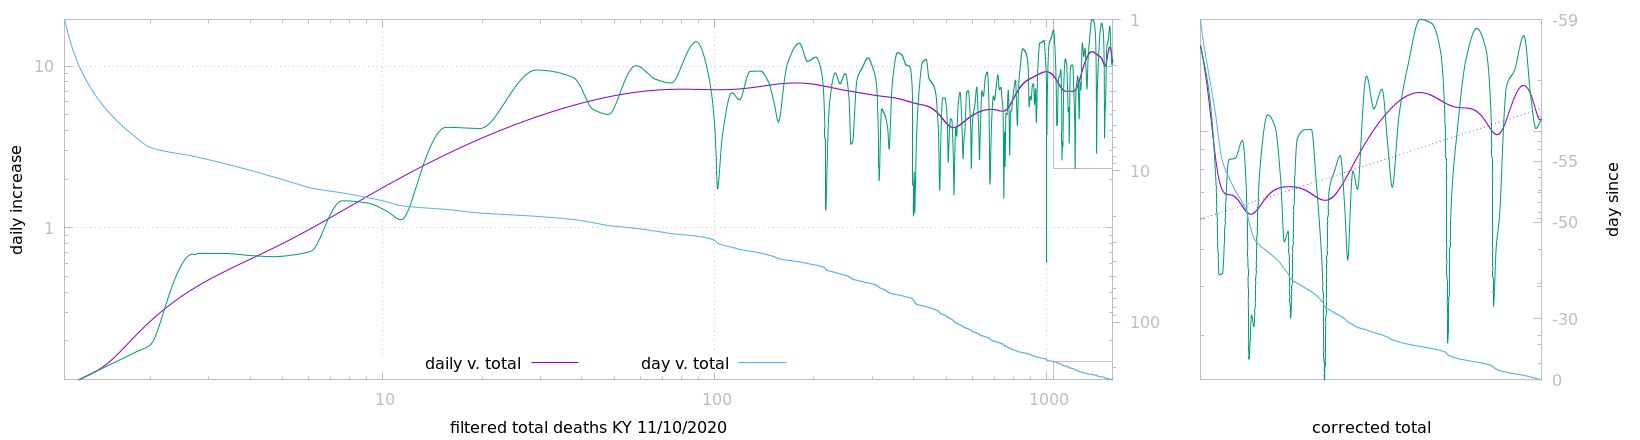 daily increase
10
1
daily v. total
day v. total
10
100
1000
filtered total deaths KY 11/10/2020
1
10
100
-59
-55
-50
-30
0
day since
corrected total